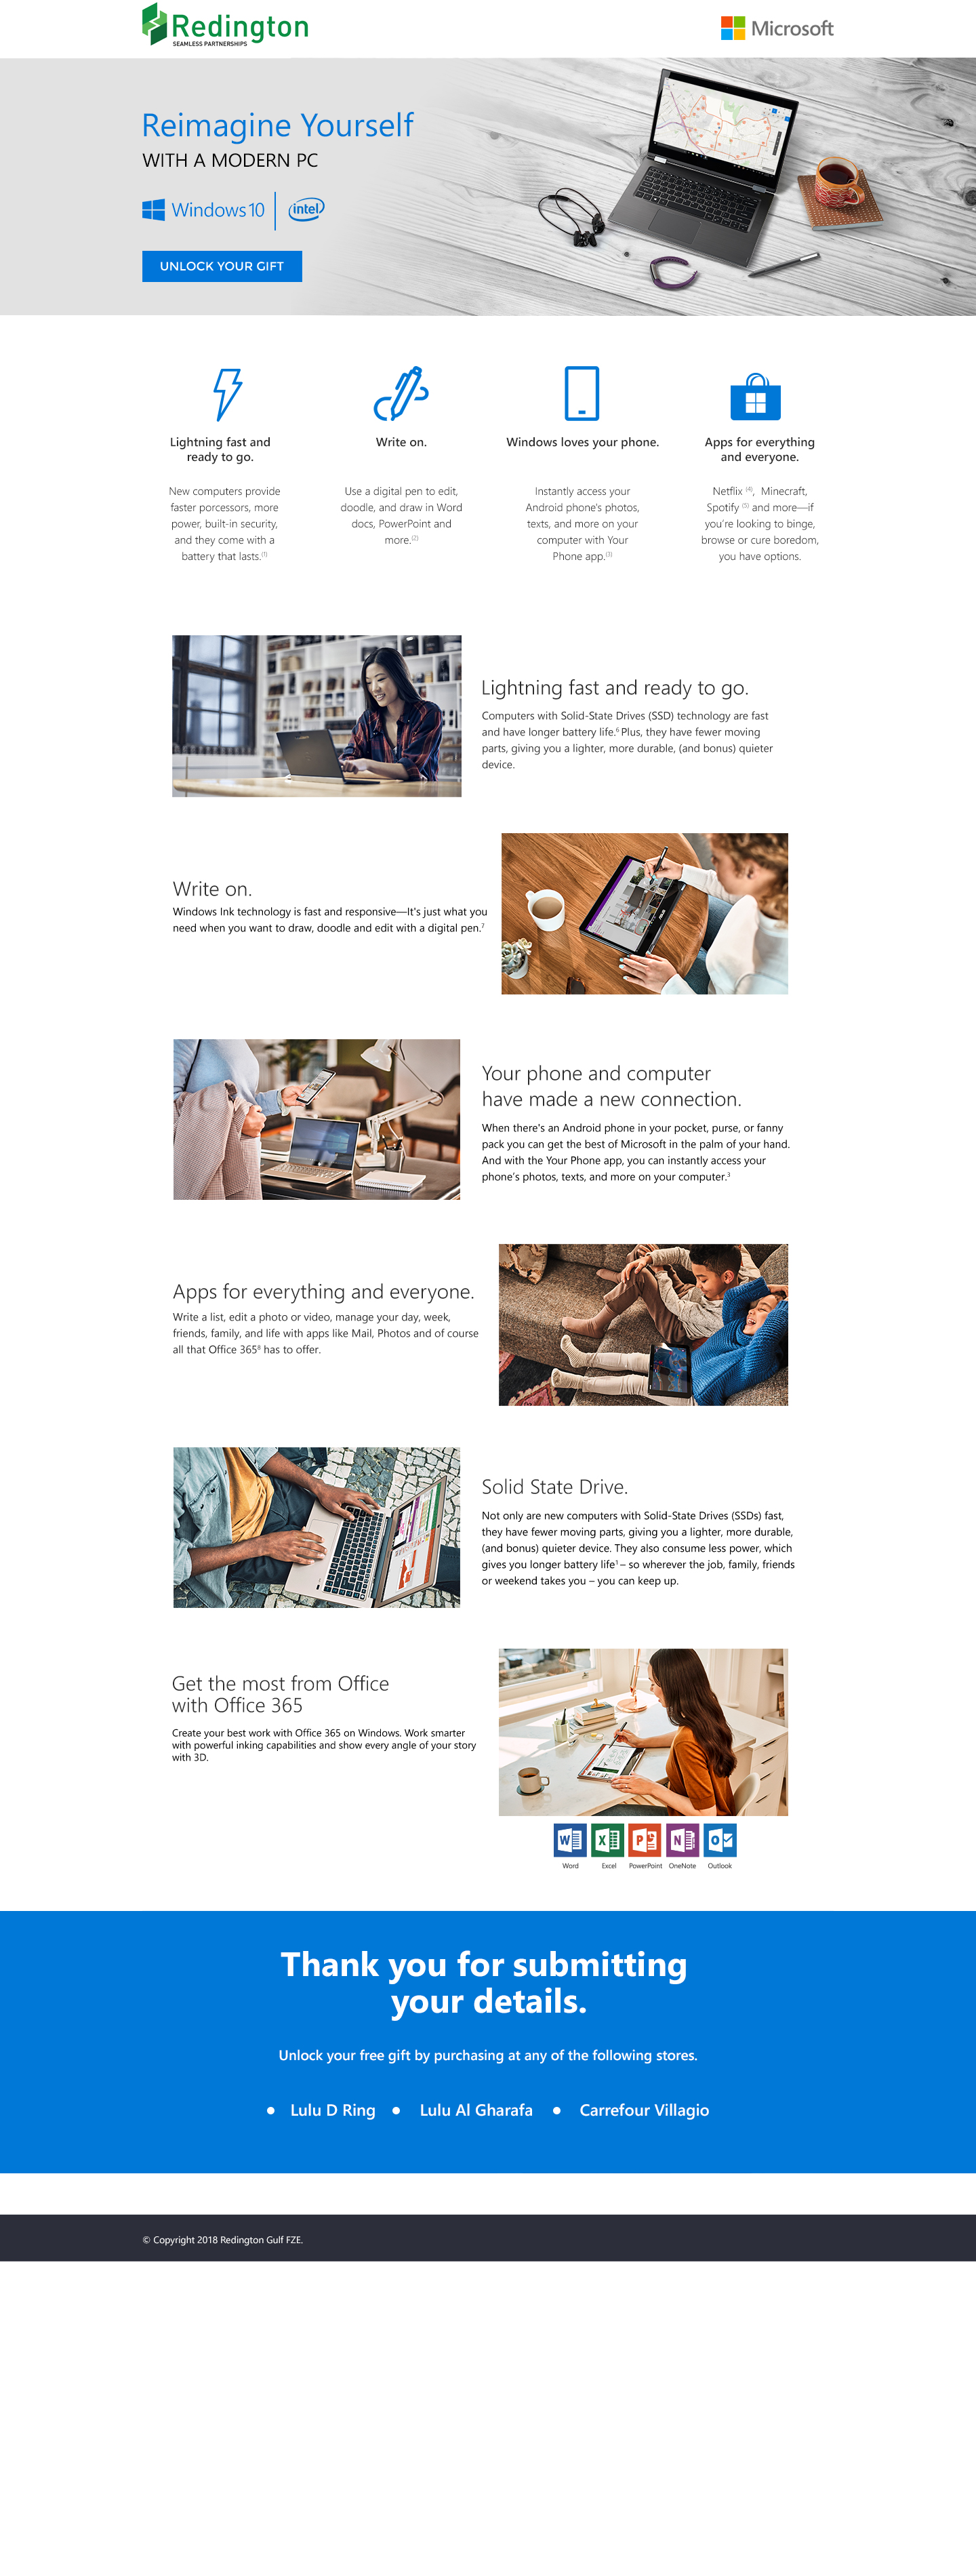 Redington
SEAMLESS PARTNERSHIPS
Microsoft
Reimagine Yourself
WITH A MODERN PC
Windows 10
intel
UNLOCK YOUR GIFT
Lightning fast and
ready to go.
New computers provide
faster porcessors, more
power, built-in security,
and they come with a
battery that lasts.(1)
Write on.
Use a digital pen to edit,
doodle, and draw in Word
docs, PowerPoint and
more.(2)
Windows loves your phone.
Instantly access your
Android phone's photos,
texts, and more on your
computer with Your
Phone app.(3)
Apps for everything
and everyone.
Netflix (4), Minecraft,
Spotify (5) and more—if
you're looking to binge,
browse or cure boredom,
you have options.
Lightning fast and ready to go.
Computers with Solid-State Drives (SSD) technology are fast
and have longer battery life.6 Plus, they have fewer moving
parts, giving you a lighter, more durable, (and bonus) quieter
device.
Write on.
Windows Ink technology is fast and responsive—It's just what you
need when you want to draw, doodle and edit with a digital pen.7
Your phone and computer
have made a new connection.
When there's an Android phone in your pocket, purse, or fanny
pack you can get the best of Microsoft in the palm of your hand.
And with the Your Phone app, you can instantly access your
phone's photos, texts, and more on your computer.3
Apps for everything and everyone.
Write a list, edit a photo or video, manage your day, week,
friends, family, and life with apps like Mail, Photos and of course
all that Office 3658 has to offer.
Solid State Drive.
Not only are new computers with Solid-State Drives (SSDs) fast,
they have fewer moving parts, giving you a lighter, more durable,
(and bonus) quieter device. They also consume less power, which
gives you longer battery life1 – so wherever the job, family, friends
or weekend takes you – you can keep up.
Get the most from Office
with Office 365
Create your best work with Office 365 on Windows. Work smarter
with powerful inking capabilities and show every angle of your story
with 3D.
Word Excel PowerPoint OneNote Outlook
Thank you for submitting
your details.
Unlock your free gift by purchasing at any of the following stores.
• Lulu D Ring • Lulu Al Gharafa • Carrefour Villagio
© Copyright 2018 Redington Gulf FZE.